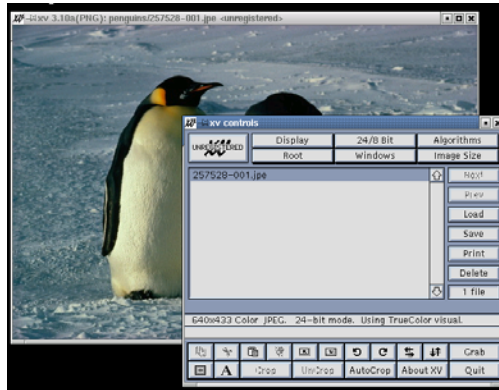 xv 3.10a(PNG): penguins/257528-001.jpe <unregistered>
xv controls
UNREGISTERED
Display
24/8 Bit
Algorithms
Root
Windows
Image Size
257528-001.jpe
Next
Prev
Load
Save
Print
Delete
1 file
640x433 Color JPEG. 24-bit mode. Using TrueColor visual.
Grab
A
Crop
UnCrop
AutoCrop
About XV
Quit